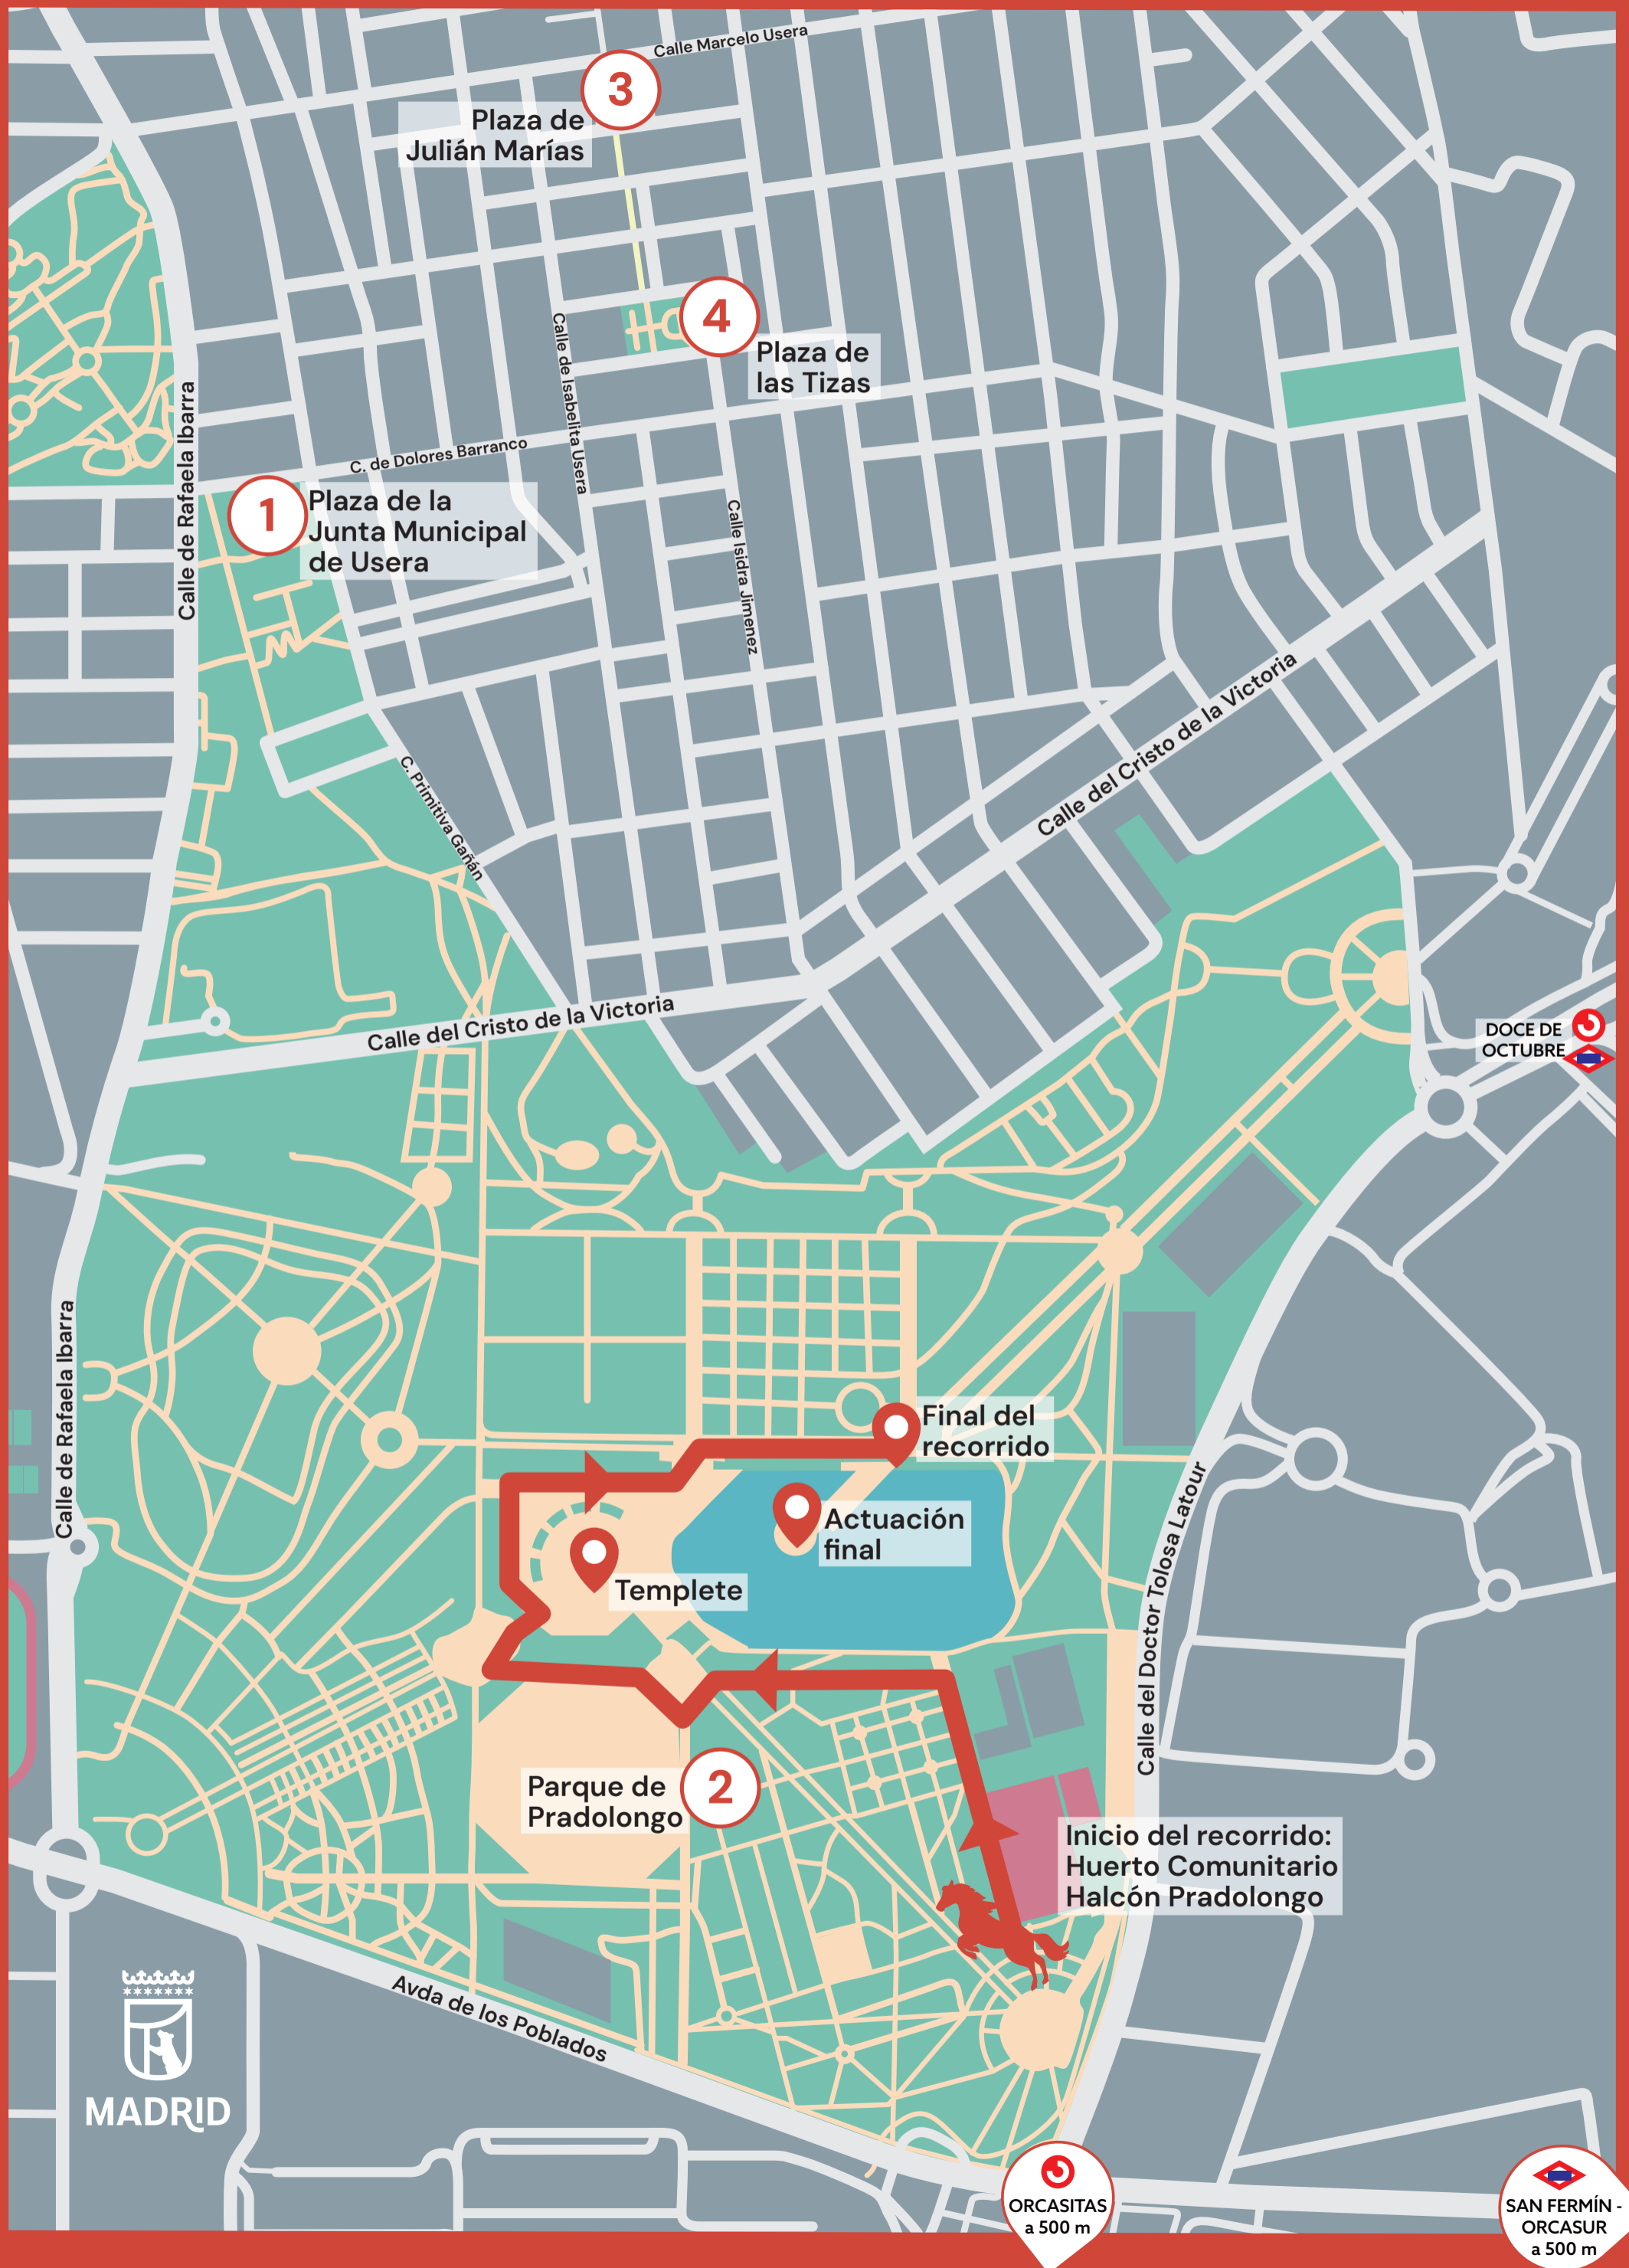 Calle Marcelo Usera
3
Plaza de
Julián Marías
4
Plaza de
las Tizas
Calle de Isabelita Usera
Calle de Rafaela Ibarra
C. de Dolores Barranco
1
Plaza de la
Junta Municipal
de Usera
Calle Isidra Jimenez
Calle del Cristo de la Victoria
C. Primitiva Gañán
Calle del Cristo de la Victoria
DOCE DE
OCTUBRE
Calle de Rafaela Ibarra
Final del
recorrido
Actuación
final
Templete
Calle del Doctor Tolosa Latour
Parque de
Pradolongo
2
Inicio del recorrido:
Huerto Comunitario
Halcón Pradolongo
Avda de los Poblados
MADRID
ORCASITAS
a 500 m
SAN FERMÍN -
ORCASUR
a 500 m